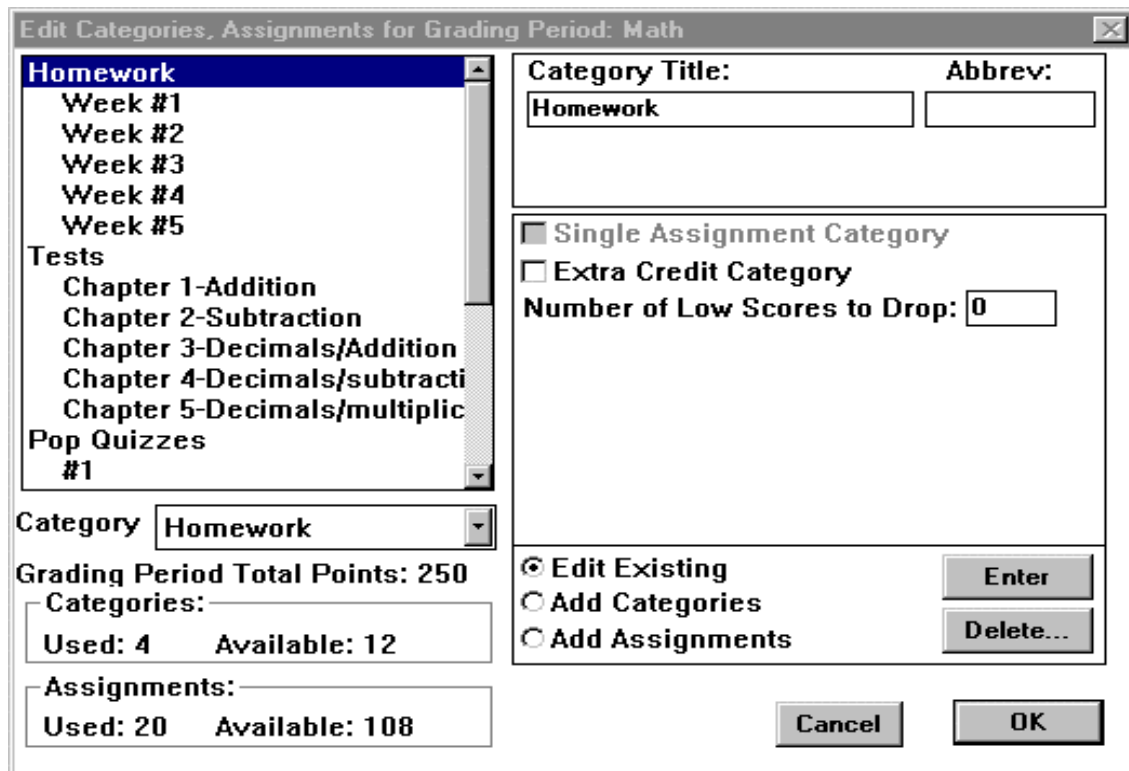 Edit Categories, Assignments for Grading Period: Math
Homework
Week #1
Week #2
Week #3
Week #4
Week #5
Tests
Chapter 1-Addition
Chapter 2-Subtraction
Chapter 3-Decimals/Addition
Chapter 4-Decimals/subtracti
Chapter 5-Decimals/multiplic
Pop Quizzes
#1
Category Homework
Grading Period Total Points: 250
Categories:
Used: 4 Available: 12
Assignments:
Used: 20 Available: 108
Category Title: Abbrev:
Homework
Single Assignment Category
Extra Credit Category
Number of Low Scores to Drop: 0
Edit Existing
Add Categories
Add Assignments
Enter
Delete...
Cancel OK